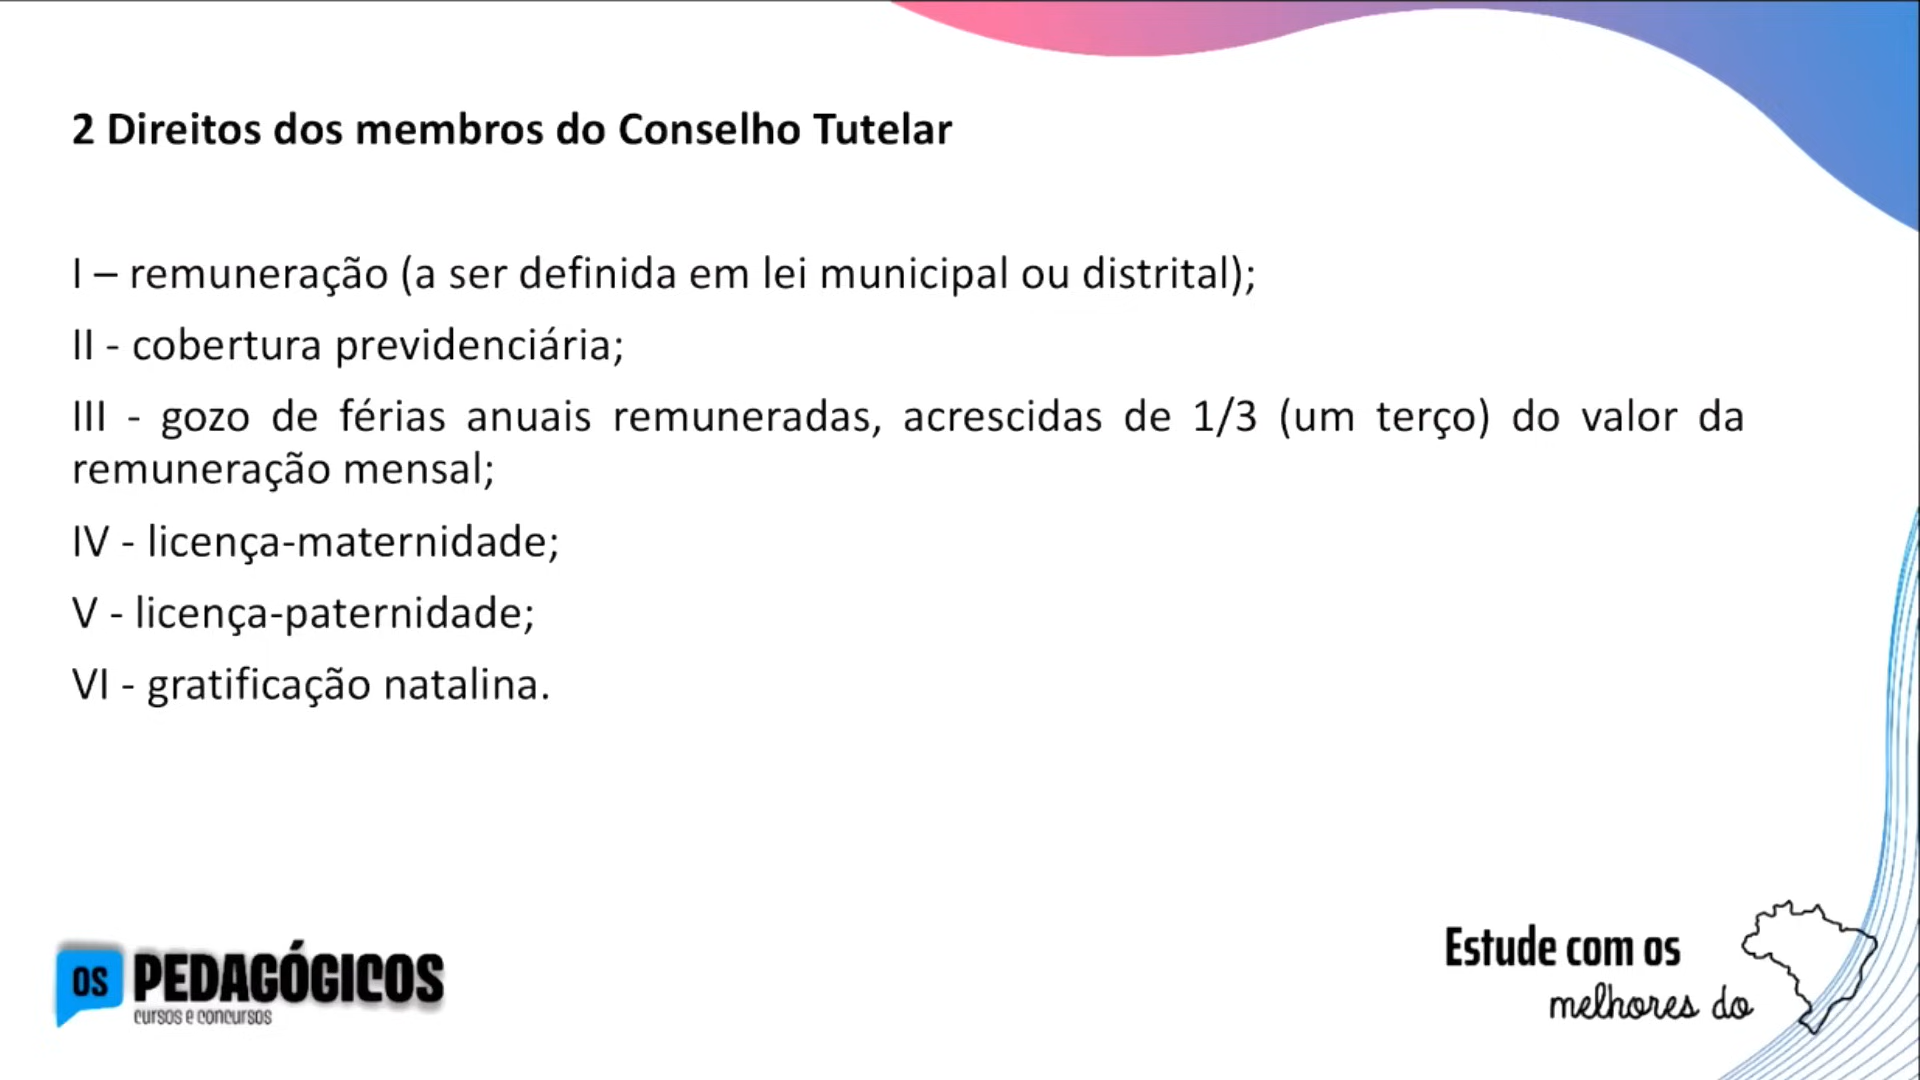 2 Direitos dos membros do Conselho Tutelar
I – remuneração (a ser definida em lei municipal ou distrital);
II - cobertura previdenciária;
III - gozo de férias anuais remuneradas, acrescidas de 1/3 (um terço) do valor da
remuneração mensal;
IV - licença-maternidade;
V - licença-paternidade;
VI - gratificação natalina.
OS PEDAGÓGICOS
cursos e concursos
Estude com os
melhores do